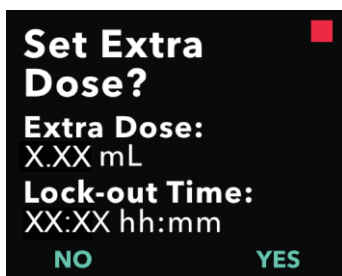 Set Extra
Dose?
Extra Dose:
X.XX mL
Lock-out Time:
XX:XX hh:mm
NO YES